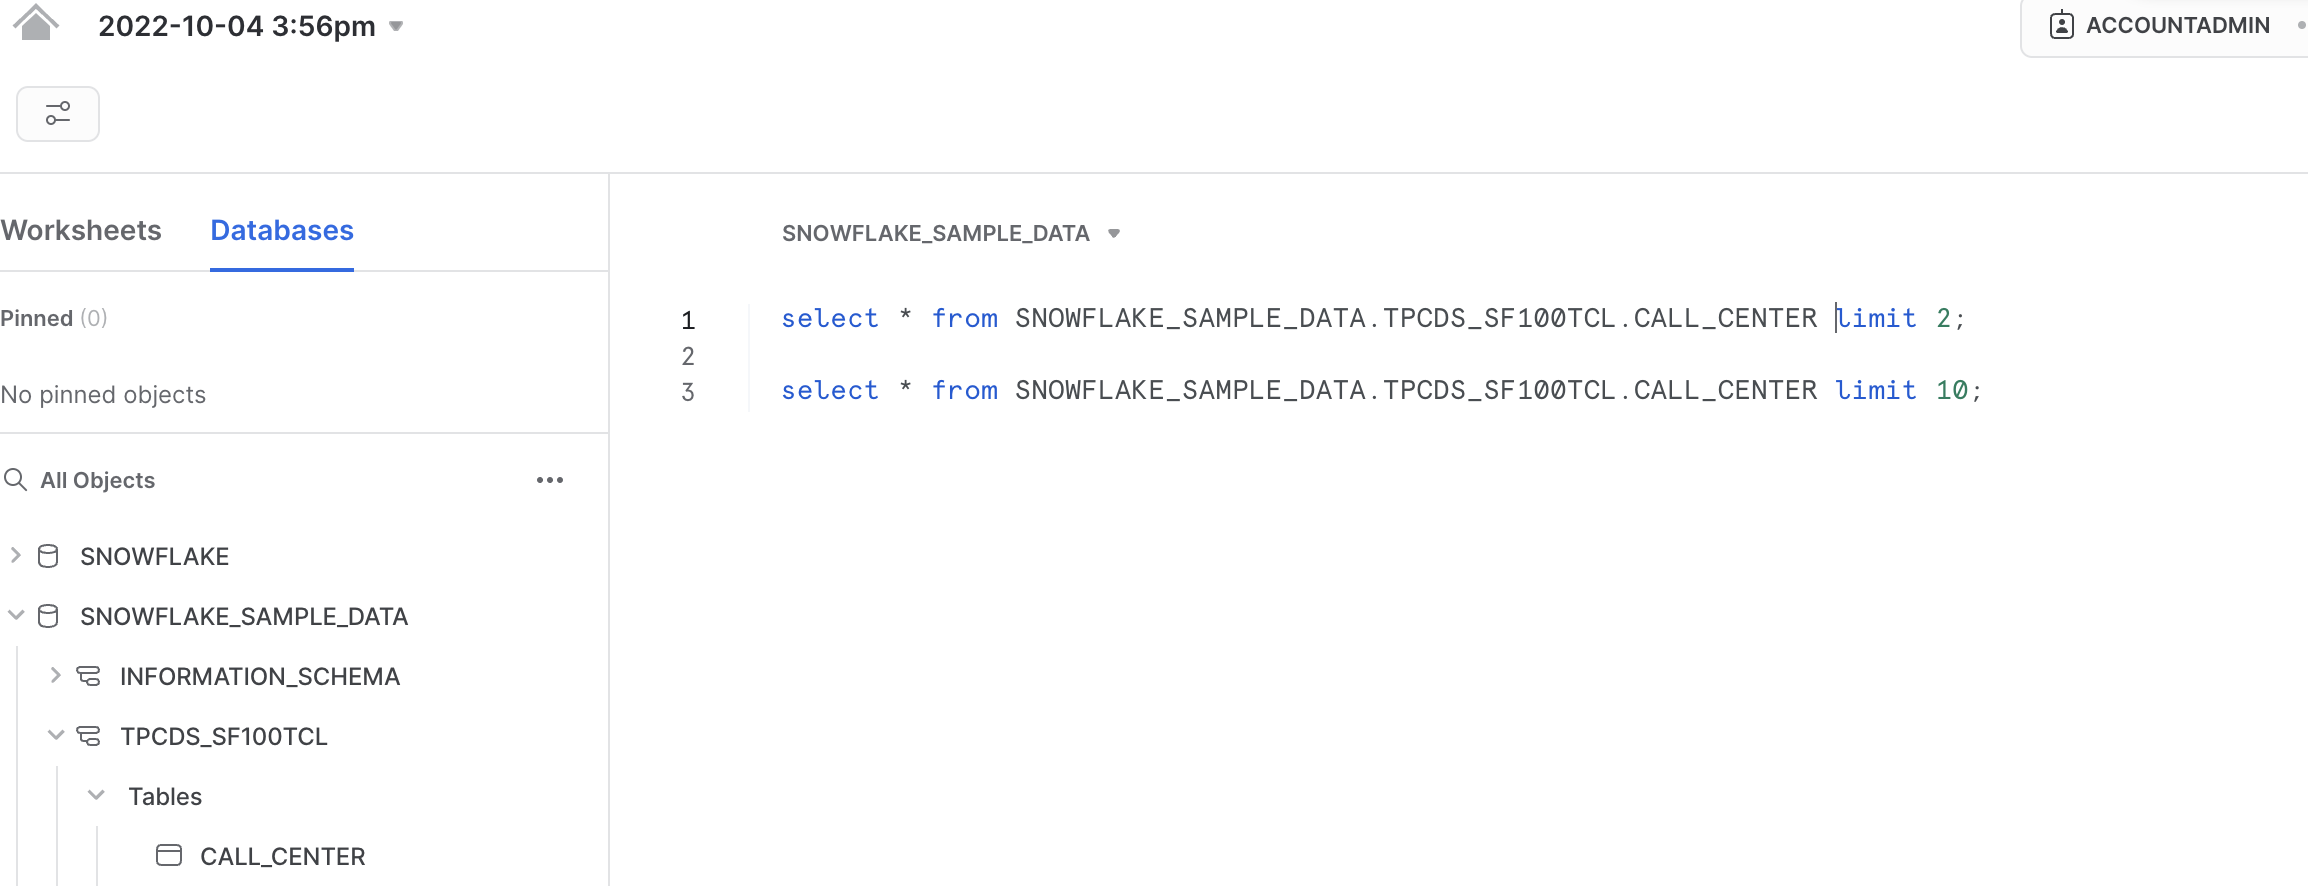 2022-10-04 3:56pm
ACCOUNTADMIN
Worksheets Databases
Pinned (0)
No pinned objects
All Objects
SNOWFLAKE
SNOWFLAKE_SAMPLE_DATA
INFORMATION_SCHEMA
TPCDS_SF100TCL
Tables
CALL_CENTER
SNOWFLAKE_SAMPLE_DATA
1 select * from SNOWFLAKE_SAMPLE_DATA.TPCDS_SF100TCL.CALL_CENTER limit 2;
2
3 select * from SNOWFLAKE_SAMPLE_DATA.TPCDS_SF100TCL.CALL_CENTER limit 10;